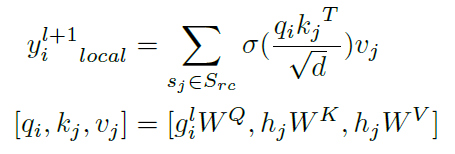 $y_i^{l+1}{}_{local} = \sum_{s_j \in S_{rc}} \sigma(\frac{q_i k_j{}^T}{\sqrt{d}}) v_j$
$[q_i, k_j, v_j] = [g_i^l W^Q, h_j W^K, h_j W^V]$